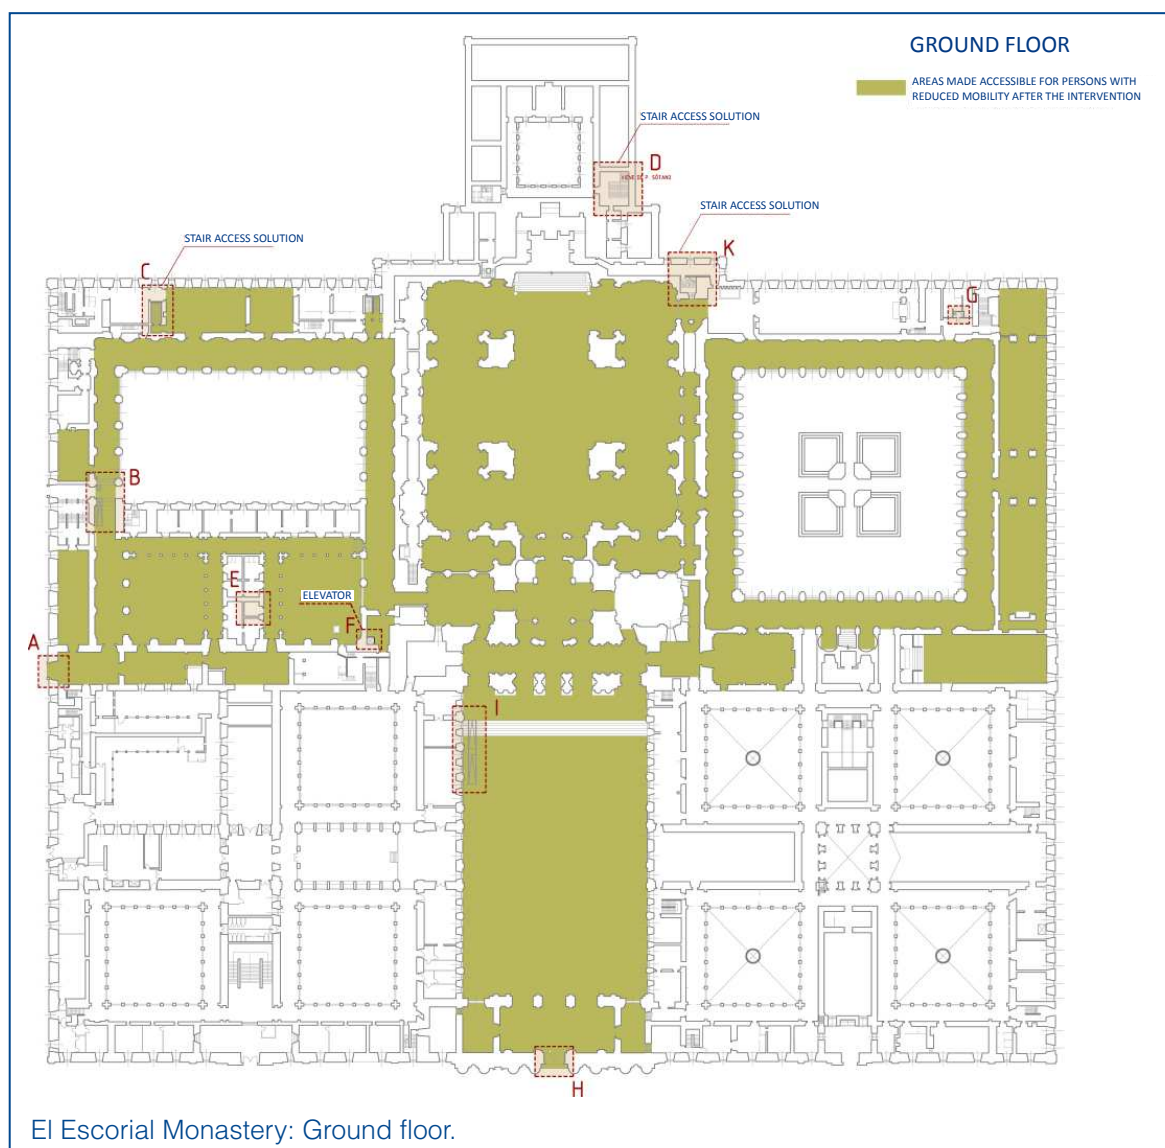 GROUND FLOOR
AREAS MADE ACCESSIBLE FOR PERSONS WITH
REDUCED MOBILITY AFTER THE INTERVENTION
STAIR ACCESS SOLUTION
D
STAIR ACCESS SOLUTION
K
STAIR ACCESS SOLUTION
C
G
B
E
ELEVATOR
F
A
I
H
El Escorial Monastery: Ground floor.